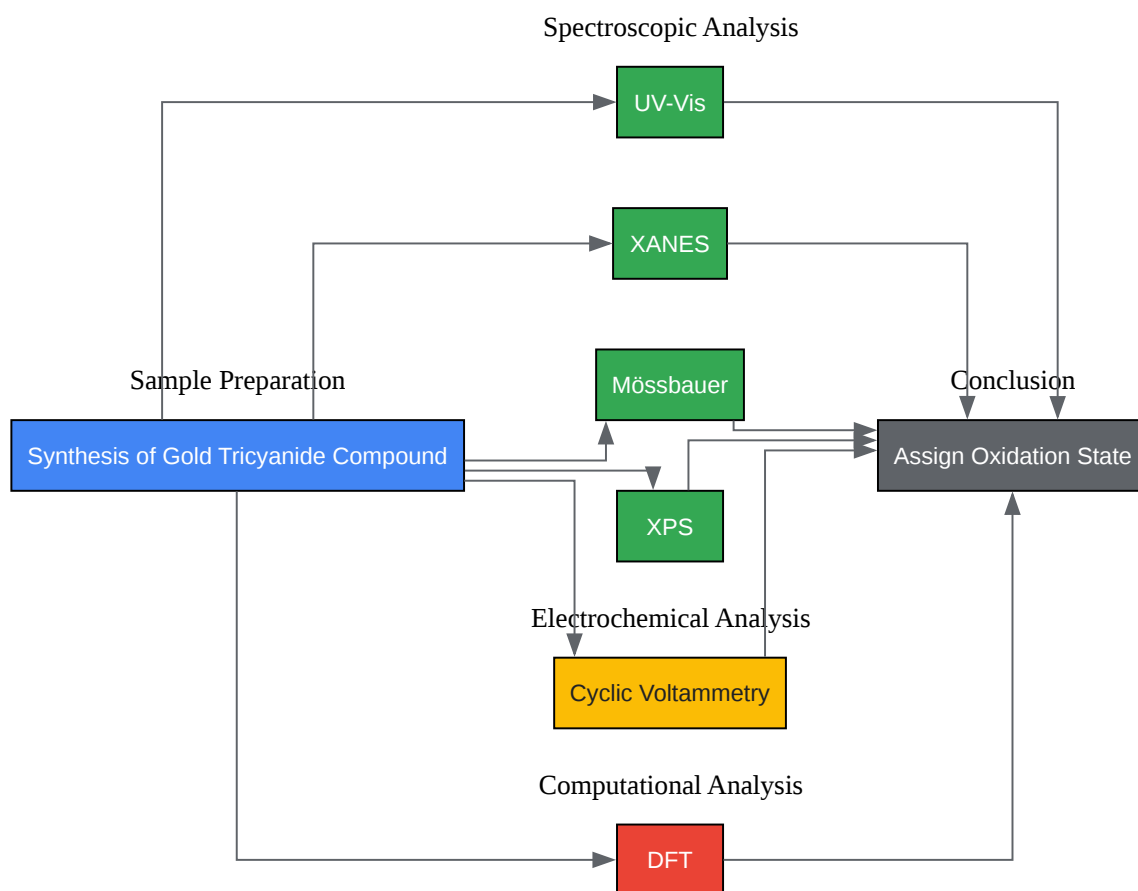 Spectroscopic Analysis
UV-Vis
XANES
Sample Preparation
Mössbauer
Conclusion
Synthesis of Gold Tricyanide Compound
Assign Oxidation State
XPS
Electrochemical Analysis
Cyclic Voltammetry
Computational Analysis
DFT